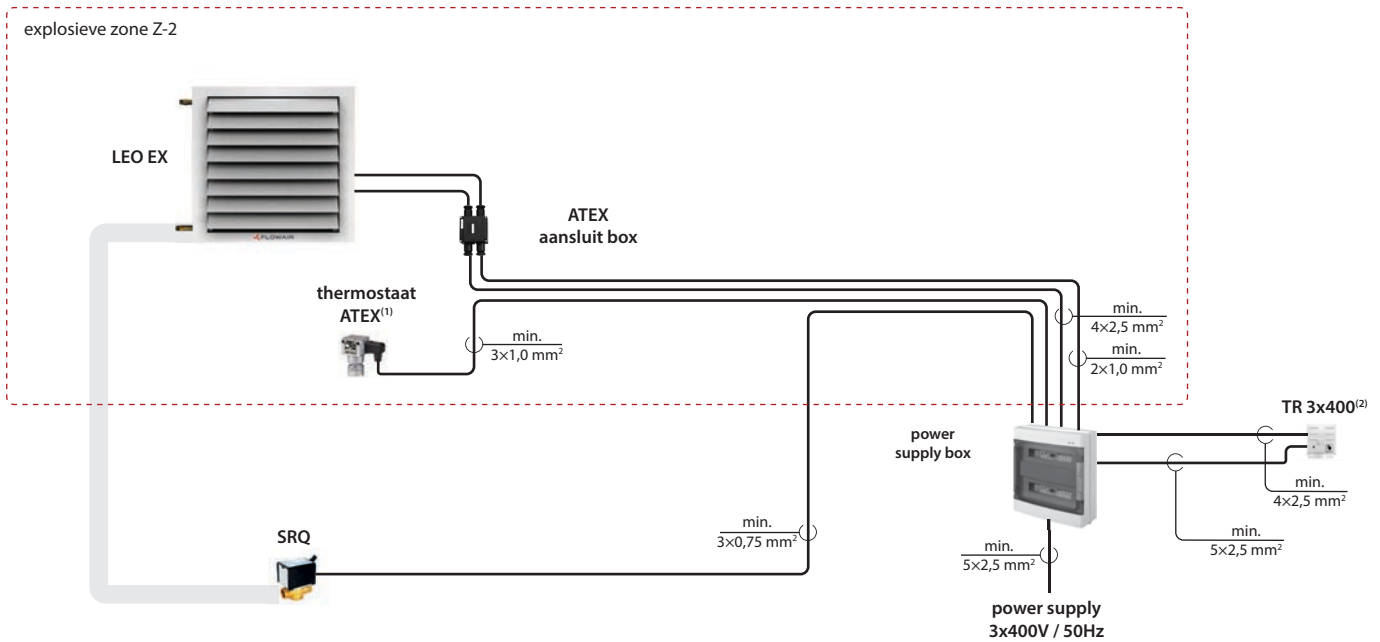 explosieve zone Z-2
LEO EX
FLOWAIR
ATEX
aansluit box
thermostaat
ATEX(1)
min.
3×1,0 mm²
min.
4×2,5 mm²
min.
2×1,0 mm²
TR 3x400(2)
power
supply box
min.
4×2,5 mm²
min.
5×2,5 mm²
min.
3×0,75 mm²
min.
5×2,5 mm²
SRQ
power supply
3x400V / 50Hz